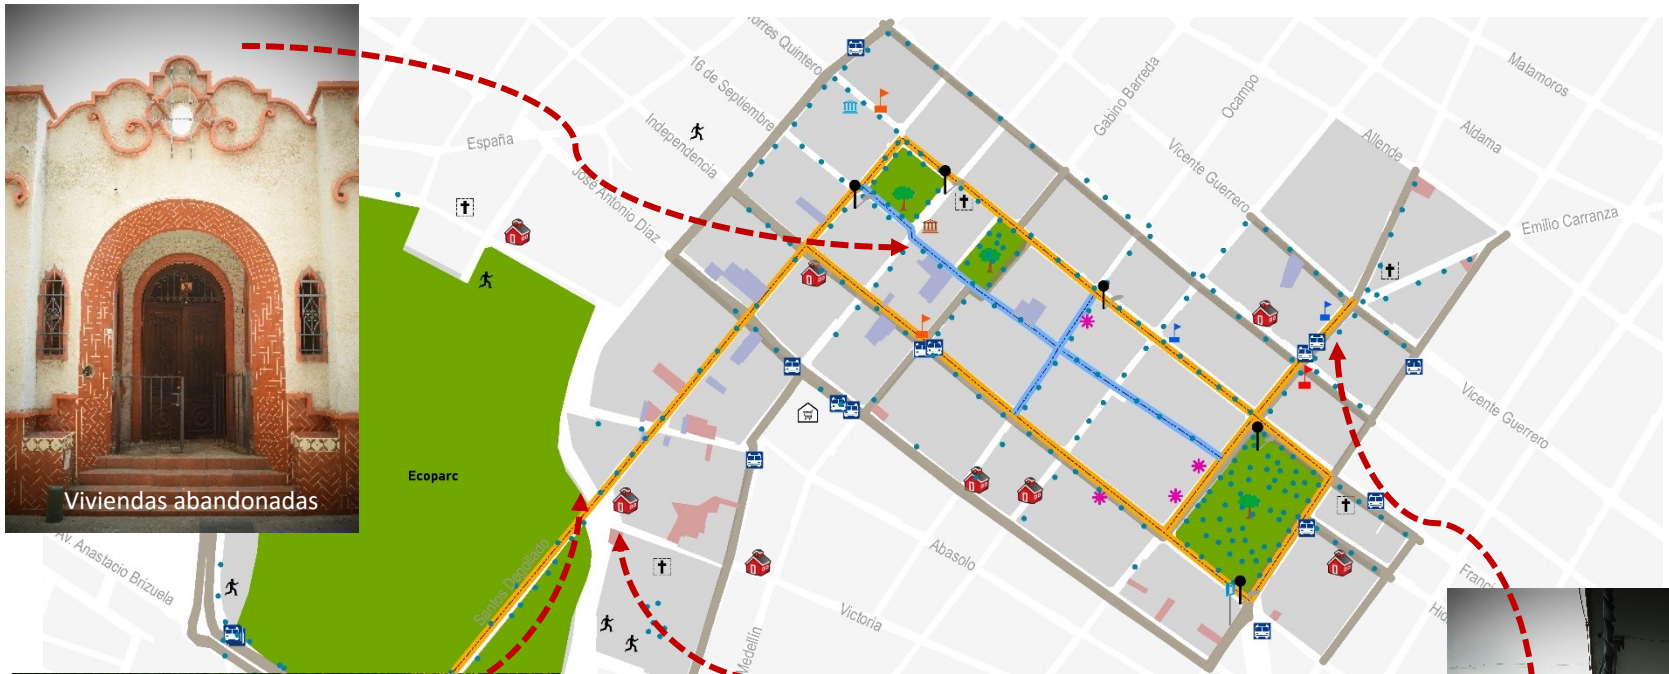 Viviendas abandonadas
Torres Quintero
16 de Septiembre
Independencia
España
José Antonio Díaz
Gabino Barreda
Ocampo
Matamoros
Aldama
Allende
Vicente Guerrero
Emilio Carranza
Vicente Guerrero
Ecoparc
Av. Anastacio Brizuela
Santos Degollado
Abasolo
Victoria
Medellín